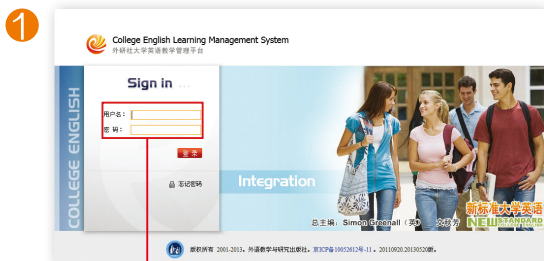 1
College English Learning Management System
外研社大学英语教学管理平台
COLLEGE ENGLISH
Sign in ...
用户名：
密 码：
登 录
忘记密码
Integration
总主编：Simon Greenall（英） 文秋芳
新标准大学英语
NEW STANDARD
版权所有 2001-2013。外语教学与研究出版社。京ICP备10052612号-11 。20110920.20130520版。